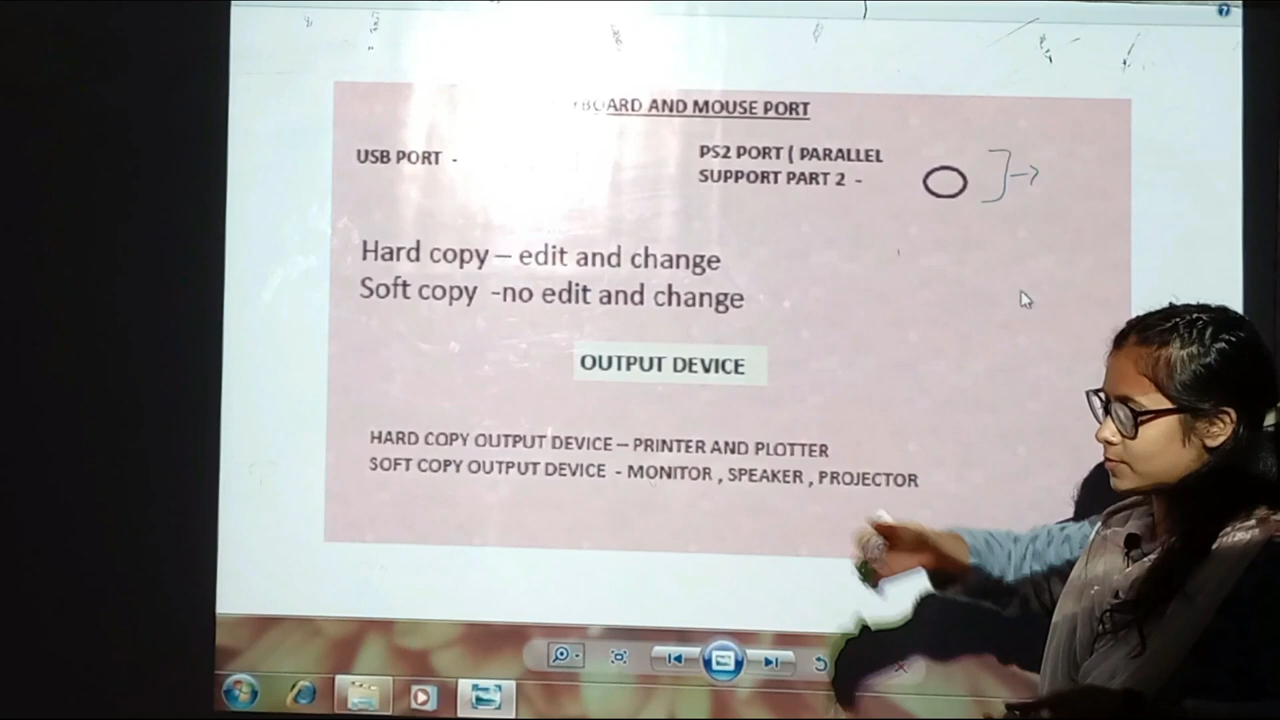 BOARD AND MOUSE PORT
USB PORT -
PS2 PORT ( PARALLEL
SUPPORT PART 2 -
Hard copy – edit and change
Soft copy -no edit and change
OUTPUT DEVICE
HARD COPY OUTPUT DEVICE – PRINTER AND PLOTTER
SOFT COPY OUTPUT DEVICE - MONITOR , SPEAKER , PROJECTOR